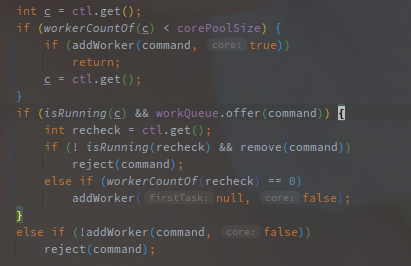 int c = ctl.get();
if (workerCountOf(c) < corePoolSize) {
if (addWorker(command, core: true))
return;
c = ctl.get();
}
if (isRunning(c) && workQueue.offer(command)) {
int recheck = ctl.get();
if (! isRunning(recheck) && remove(command))
reject(command);
else if (workerCountOf(recheck) == 0)
addWorker( firstTask: null, core: false);
}
else if (!addWorker(command, core: false))
reject(command);